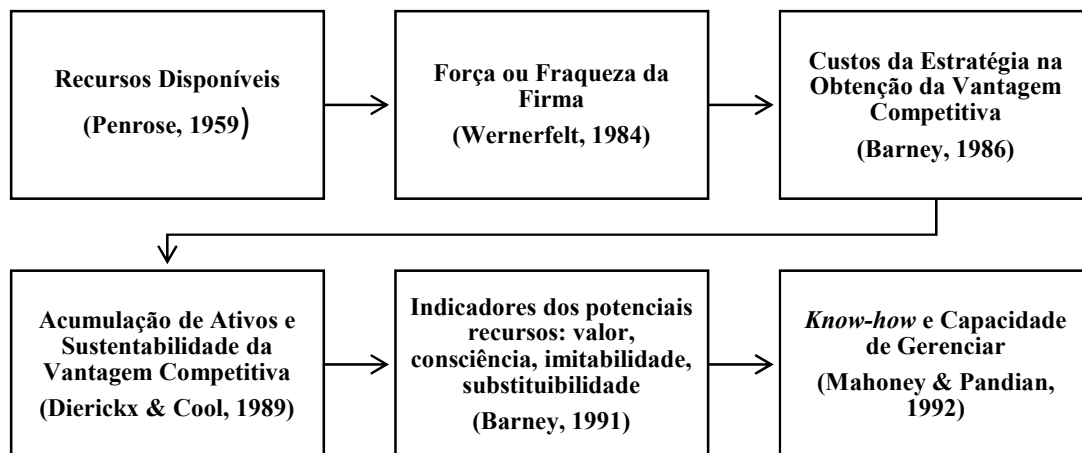 Recursos Disponíveis
(Penrose, 1959)
Força ou Fraqueza da
Firma
(Wernerfelt, 1984)
Custos da Estratégia na
Obtenção da Vantagem
Competitiva
(Barney, 1986)
Acumulação de Ativos e
Sustentabilidade da
Vantagem Competitiva
(Dierickx & Cool, 1989)
Indicadores dos potenciais
recursos: valor,
consciência, imitabilidade,
substituibilidade
(Barney, 1991)
Know-how e Capacidade
de Gerenciar
(Mahoney & Pandian,
1992)